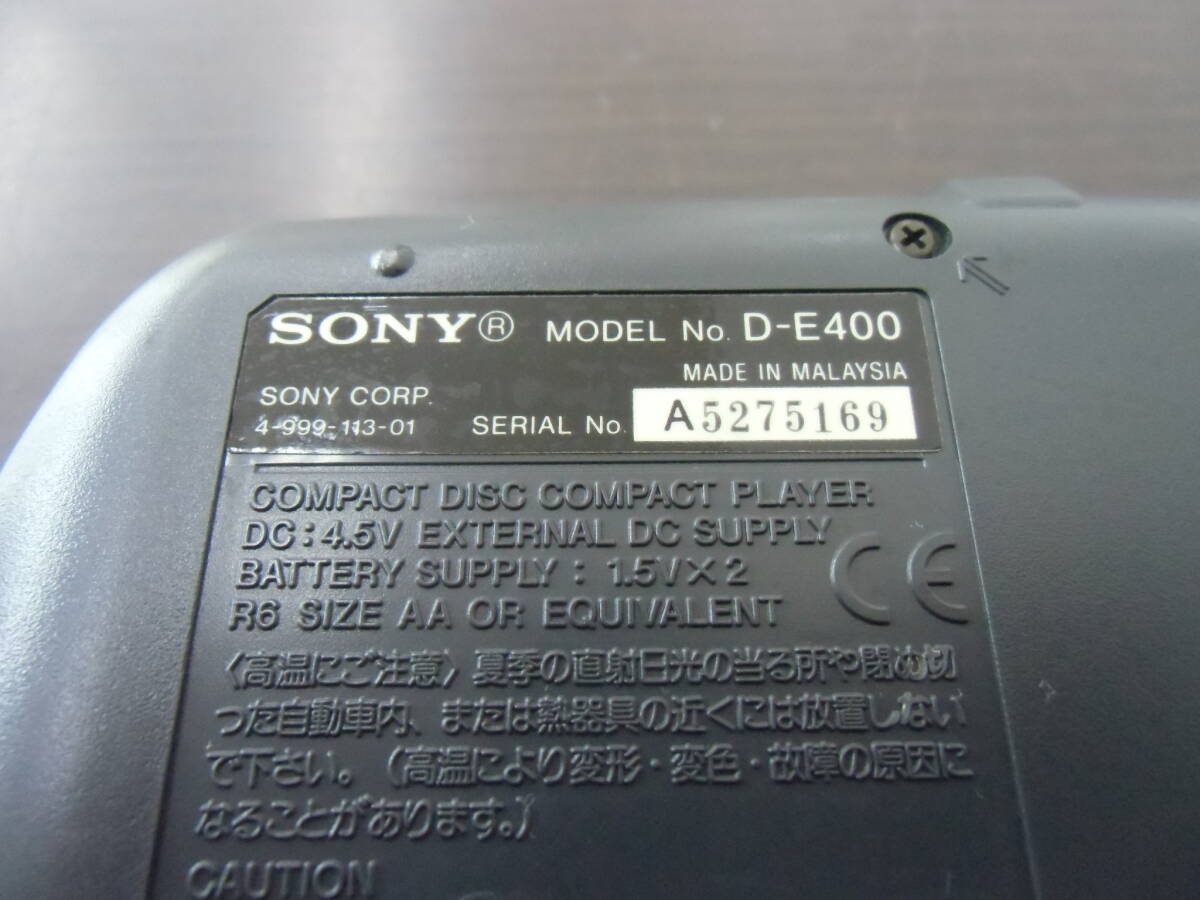 SONY® MODEL No. D-E400
MADE IN MALAYSIA
SONY CORP.
4-999-113-01 SERIAL No. A5275169
COMPACT DISC COMPACT PLAYER
DC:4.5V EXTERNAL DC SUPPLY
BATTERY SUPPLY : 1.5V×2
R6 SIZE AA OR EQUIVALENT
CE
〈高温にご注意〉夏季の直射日光の当る所や閉め切
った自動車内、または熱器具の近くには放置しない
で下さい。(高温により変形・変色・故障の原因に
なることがあります。)
CAUTION